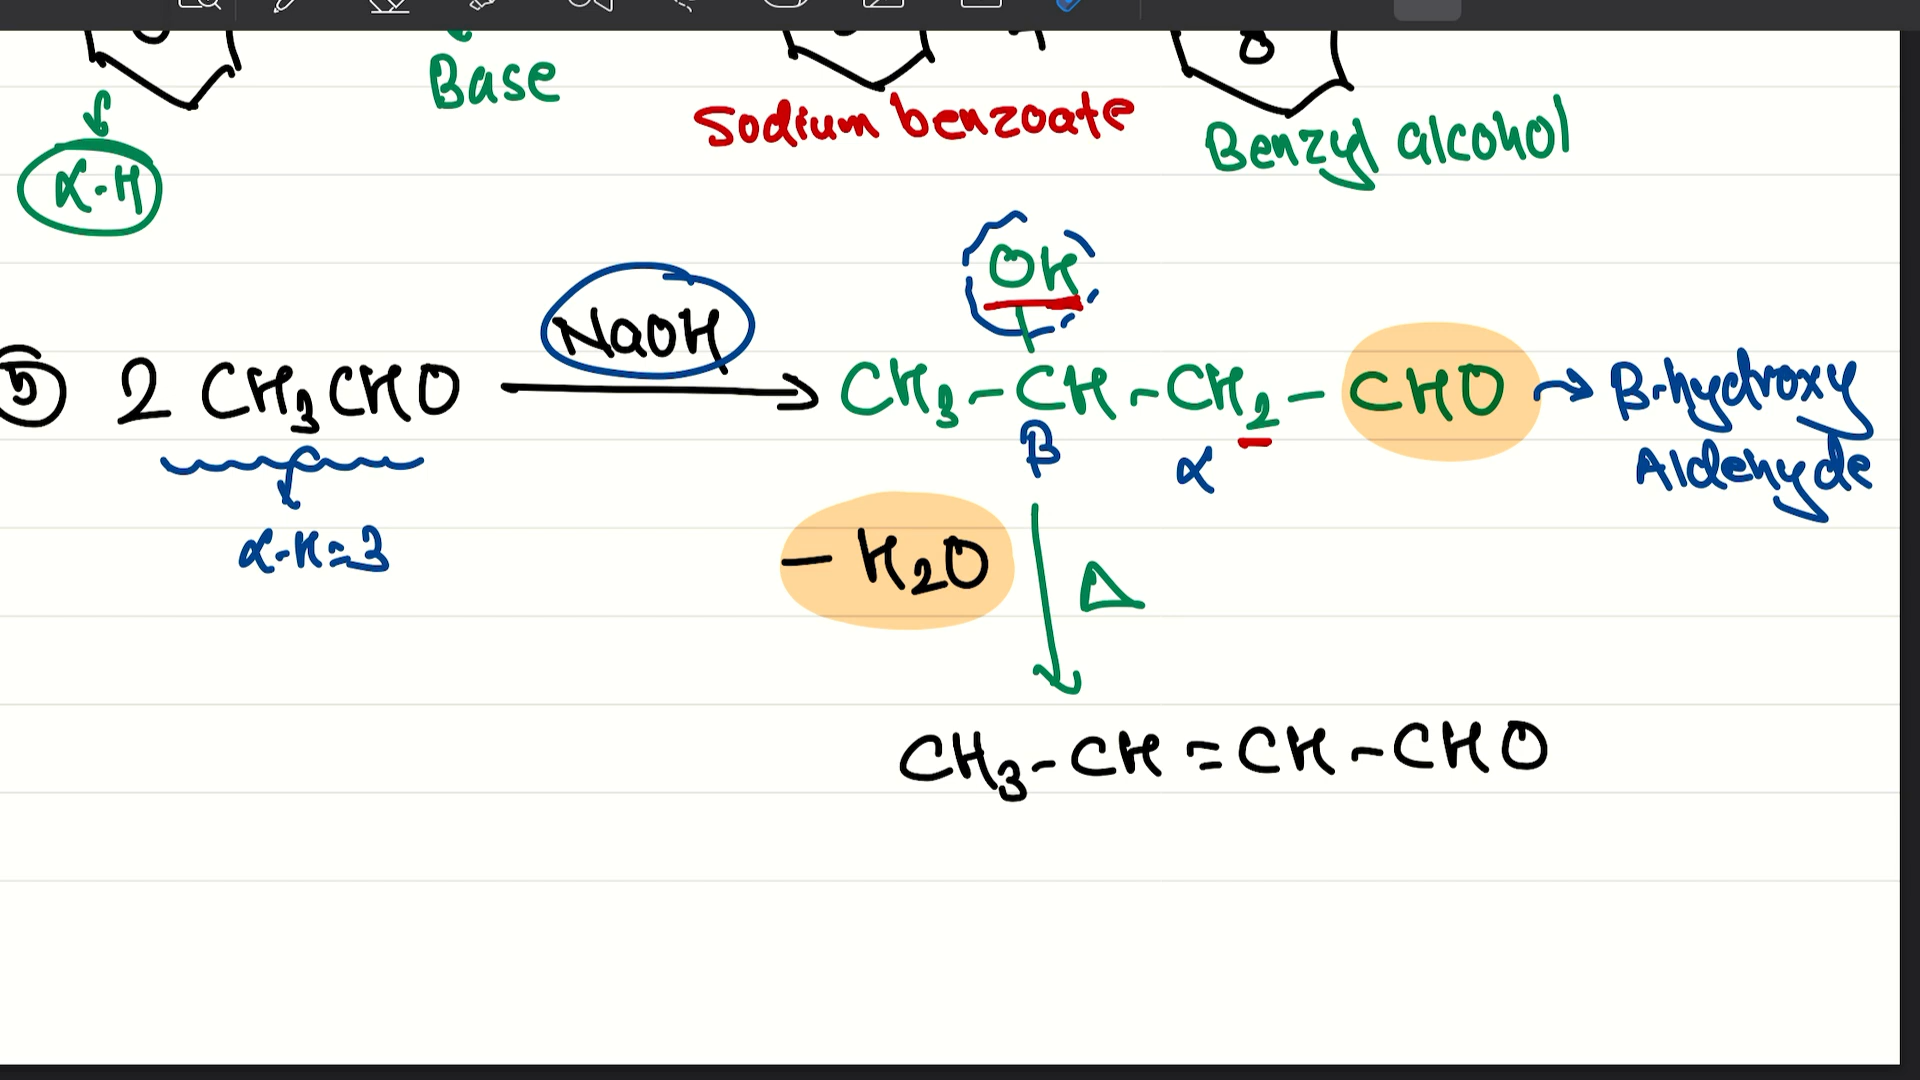 Base
Sodium benzoate
Benzyl alcohol
α-H
OH
NaOH
⑤ 2 CH₃CHO → CH₃-CH-CH₂-CHO → β-hydroxy
Aldehyde
β α
α-H=3
- H₂O Δ
CH₃-CH=CH-CHO